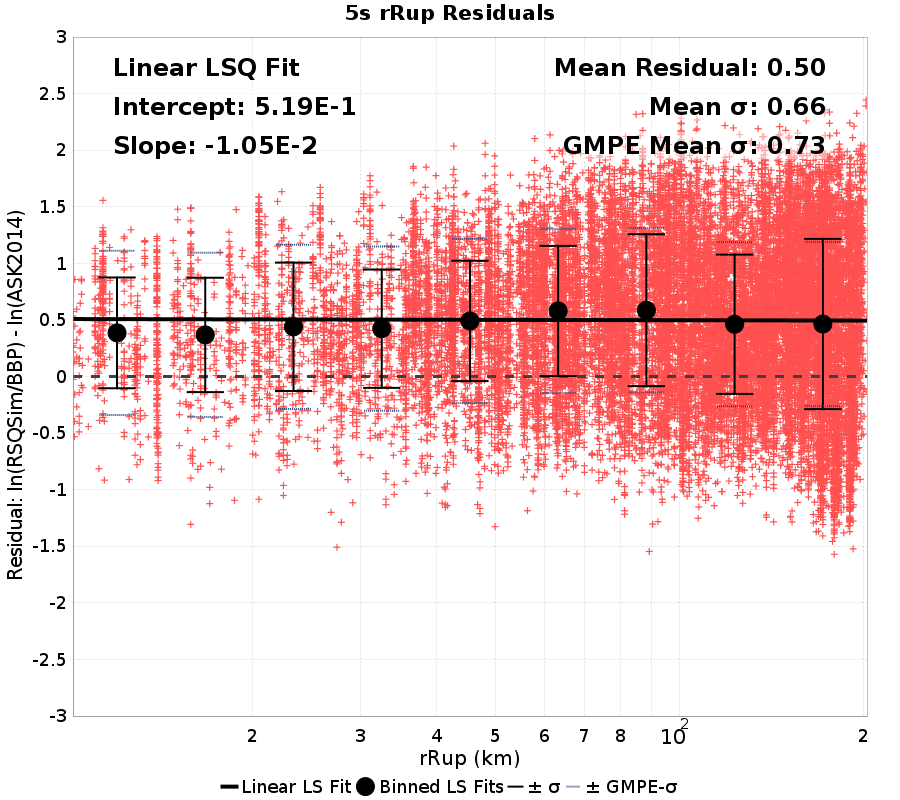 5s rRup Residuals
Linear LSQ Fit
Intercept: 5.19E-1
Slope: -1.05E-2
Mean Residual: 0.50
Mean σ: 0.66
GMPE Mean σ: 0.73
Residual: ln(RSQSim/BBP) - ln(ASK2014)
3
2.5
2
1.5
1
0.5
0
-0.5
-1
-1.5
-2
-2.5
-3
2 3 4 5 6 7 8 10² 2
rRup (km)
Linear LS Fit Binned LS Fits ± σ ± GMPE-σ